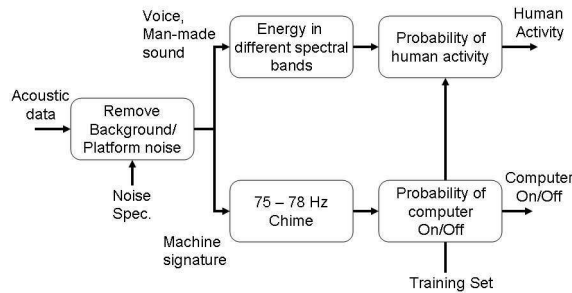 Voice,
Man-made
sound
Energy in
different spectral
bands
Probability of
human activity
Human
Activity
Acoustic
data
Remove
Background/
Platform noise
Noise
Spec.
Machine
signature
75 – 78 Hz
Chime
Probability of
computer
On/Off
Computer
On/Off
Training Set